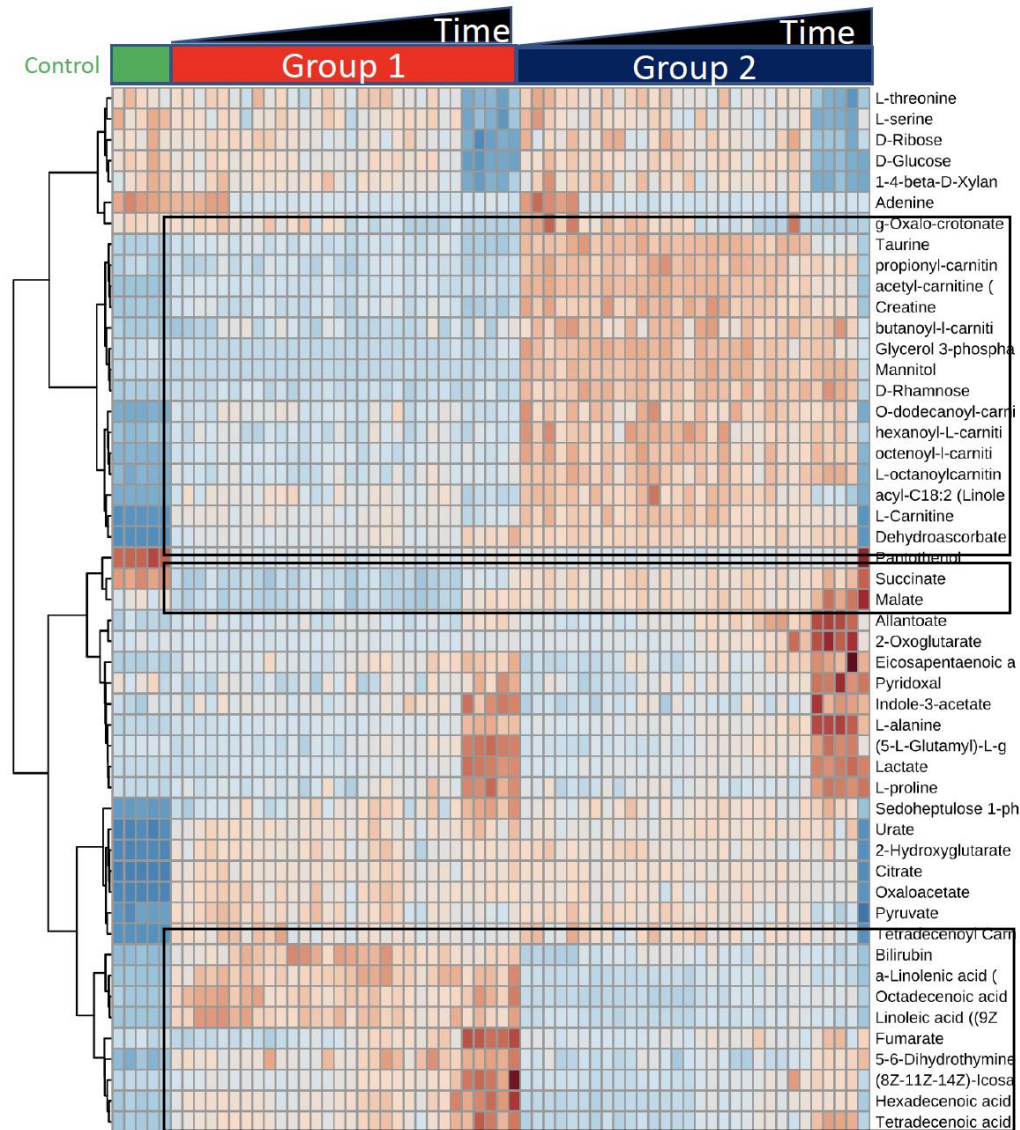 Time Time
Control Group 1 Group 2
L-threonine
L-serine
D-Ribose
D-Glucose
1-4-beta-D-Xylan
Adenine
g-Oxalo-crotonate
Taurine
propionyl-carnitin
acetyl-carnitine (
Creatine
butanoyl-l-carniti
Glycerol 3-phospha
Mannitol
D-Rhamnose
O-dodecanoyl-carni
hexanoyl-L-carniti
octenoyl-l-carniti
L-octanoylcarnitin
acyl-C18:2 (Linole
L-Carnitine
Dehydroascorbate
Pantothenol
Succinate
Malate
Allantoate
2-Oxoglutarate
Eicosapentaenoic a
Pyridoxal
Indole-3-acetate
L-alanine
(5-L-Glutamyl)-L-g
Lactate
L-proline
Sedoheptulose 1-ph
Urate
2-Hydroxyglutarate
Citrate
Oxaloacetate
Pyruvate
Tetradecenoyl Carn
Bilirubin
a-Linolenic acid (
Octadecenoic acid
Linoleic acid ((9Z
Fumarate
5-6-Dihydrothymine
(8Z-11Z-14Z)-Icosa
Hexadecenoic acid
Tetradecenoic acid